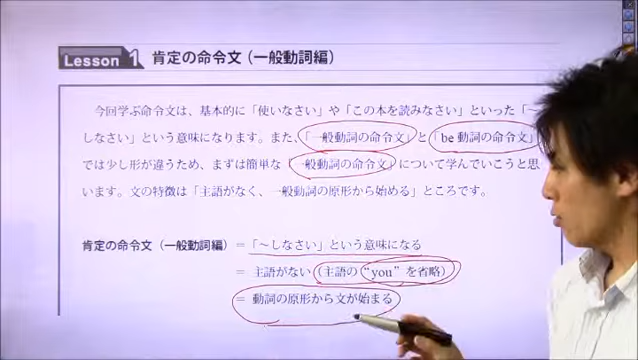 Lesson 1 肯定の命令文（一般動詞編）
今回学ぶ命令文は、基本的に「使いなさい」や「この本を読みなさい」といった「～
しなさい」という意味になります。また、「一般動詞の命令文」と「be 動詞の命令文」
では少し形が違うため、まずは簡単な「一般動詞の命令文」について学んでいこうと思
います。文の特徴は「主語がなく、一般動詞の原形から始める」ところです。
肯定の命令文（一般動詞編）＝「～しなさい」という意味になる
＝ 主語がない（主語の“you”を省略）
＝ 動詞の原形から文が始まる